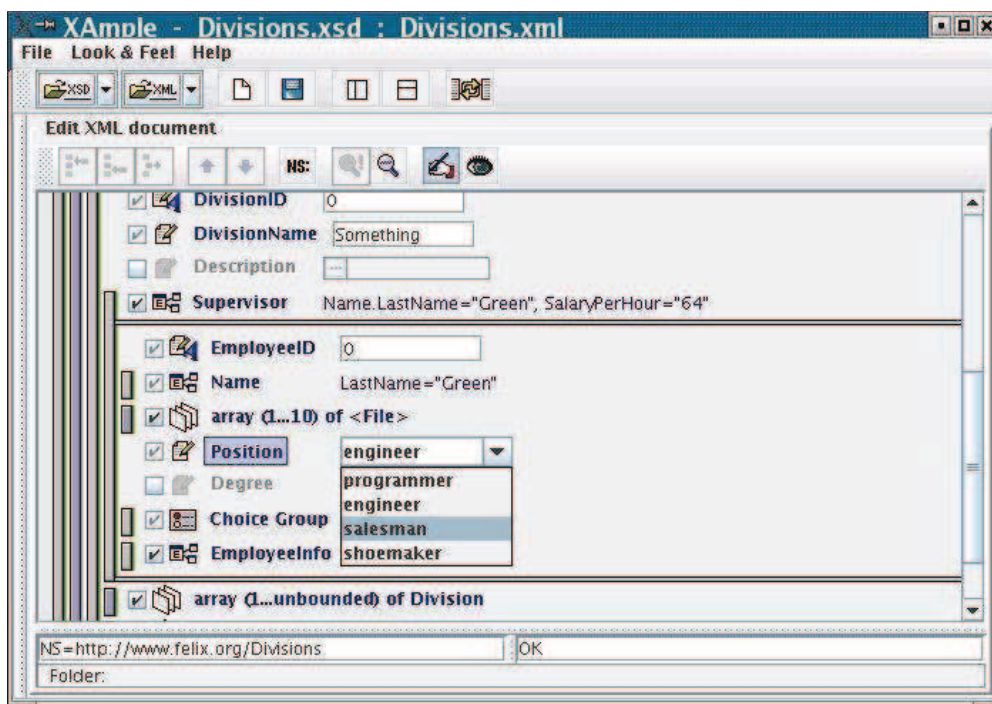 XAmple - Divisions.xsd : Divisions.xml
File Look & Feel Help
XSD XML
Edit XML document
NS:
DivisionID 0
DivisionName Something
Description ...
Supervisor Name.LastName="Green", SalaryPerHour="64"
EmployeeID 0
Name LastName="Green"
array (1...10) of <File>
Position engineer
programmer
Degree
engineer
Choice Group
salesman
EmployeeInfo shoemaker
array (1...unbounded) of Division
NS=http://www.felix.org/Divisions OK
Folder: